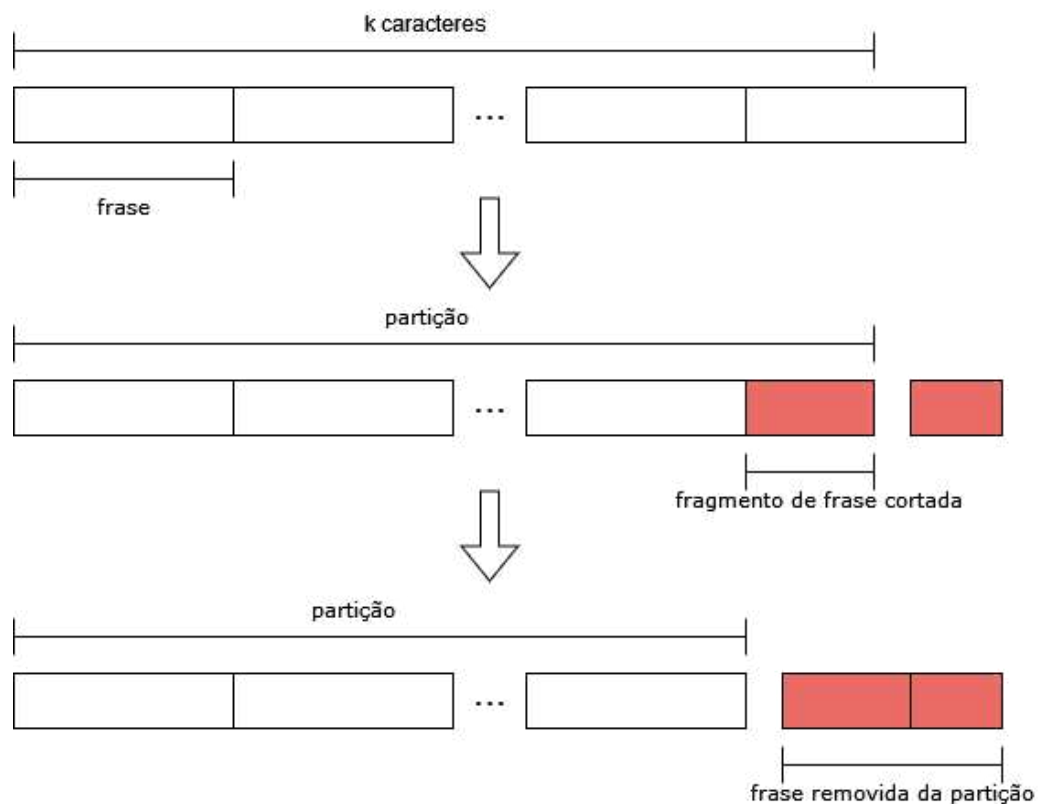 k caracteres
...
frase
partição
...
fragmento de frase cortada
partição
...
frase removida da partição